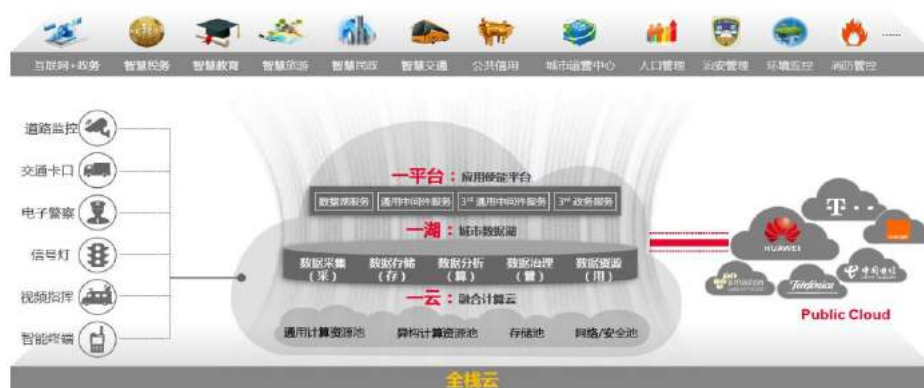 互联网+政务 智慧税务 智慧教育 智慧旅游 智慧民政 智慧交通 公共信用 城市运营中心 人口管理 治安管理 环境监控 消防管控 ......
道路监控
交通卡口
电子警察
信号灯
视频指挥
智能终端
一平台：应用使能平台
数据湖服务 通用中间件服务 3rd 通用中间件服务 3rd 政务服务
一湖：城市数据湖
数据采集（采） 数据存储（存） 数据分析（算） 数据治理（管） 数据资源（用）
一云：融合计算云
通用计算资源池 异构计算资源池 存储池 网络/安全池
T
HUAWEI
orange
amazon
Telefónica
中国电信
Public Cloud
全栈云